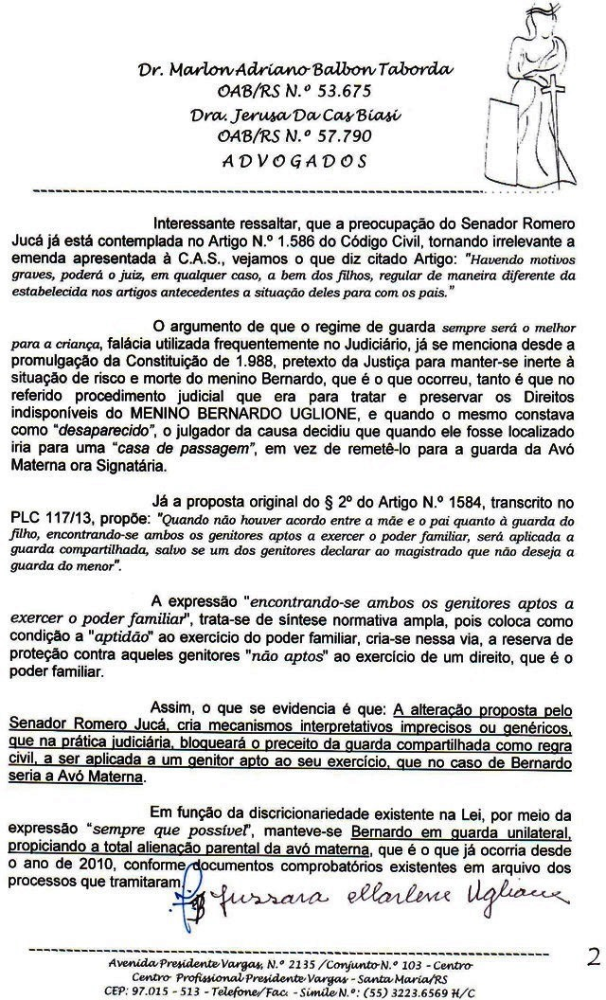 Dr. Marlon Adriano Balbon Taborda
OAB/RS N.º 53.675
Dra. Jerusa Da Cas Biasi
OAB/RS N.º 57.790
ADVOGADOS
Interessante ressaltar, que a preocupação do Senador Romero
Jucá já está contemplada no Artigo N.º 1.586 do Código Civil, tornando irrelevante a
emenda apresentada à C.A.S., vejamos o que diz citado Artigo: "Havendo motivos
graves, poderá o juiz, em qualquer caso, a bem dos filhos, regular de maneira diferente da
estabelecida nos artigos antecedentes a situação deles para com os pais."
O argumento de que o regime de guarda sempre será o melhor
para a criança, falácia utilizada frequentemente no Judiciário, já se menciona desde a
promulgação da Constituição de 1.988, pretexto da Justiça para manter-se inerte à
situação de risco e morte do menino Bernardo, que é o que ocorreu, tanto é que no
referido procedimento judicial que era para tratar e preservar os Direitos
indisponíveis do MENINO BERNARDO UGLIONE, e quando o mesmo constava
como "desaparecido", o julgador da causa decidiu que quando ele fosse localizado
iria para uma "casa de passagem", em vez de remetê-lo para a guarda da Avó
Materna ora Signatária.
Já a proposta original do § 2º do Artigo N.º 1584, transcrito no
PLC 117/13, propõe: "Quando não houver acordo entre a mãe e o pai quanto à guarda do
filho, encontrando-se ambos os genitores aptos a exercer o poder familiar, será aplicada a
guarda compartilhada, salvo se um dos genitores declarar ao magistrado que não deseja a
guarda do menor".
A expressão "encontrando-se ambos os genitores aptos a
exercer o poder familiar", trata-se de síntese normativa ampla, pois coloca como
condição a "aptidão" ao exercício do poder familiar, cria-se nessa via, a reserva de
proteção contra aqueles genitores "não aptos" ao exercício de um direito, que é o
poder familiar.
Assim, o que se evidencia é que: A alteração proposta pelo
Senador Romero Jucá, cria mecanismos interpretativos imprecisos ou genéricos,
que na prática judiciária, bloqueará o preceito da guarda compartilhada como regra
civil, a ser aplicada a um genitor apto ao seu exercício, que no caso de Bernardo
seria a Avó Materna.
Em função da discricionariedade existente na Lei, por meio da
expressão "sempre que possível", manteve-se Bernardo em guarda unilateral,
propiciando a total alienação parental da avó materna, que é o que já ocorria desde
o ano de 2010, conforme documentos comprobatórios existentes em arquivo dos
processos que tramitaram.
Jussara Marlene Uglione
2
Avenida Presidente Vargas, N.º 2135 /Conjunto N.º 103 - Centro
Centro Profissional Presidente Vargas - Santa Maria/RS
CEP: 97.015 - 513 - Telefone/Fac. - Símile N.º: (55) 3223.6569 H/C